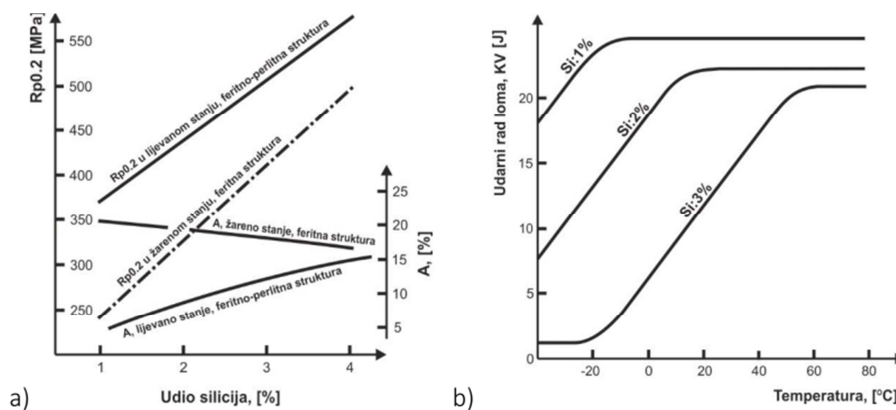 Rp0.2 [MPa]
550
500
450
400
350
300
250
Rp0.2 u lijevanom stanju, feritno-perlitna struktura
Rp0.2 u žarenom stanju, feritna struktura
A, žareno stanje, feritna struktura
A, lijevano stanje, feritno-perlitna struktura
A, [%]
25
20
15
10
5
1 2 3 4
Udio silicija, [%]
a)
Udarni rad loma, KV [J]
20
15
10
5
0
Si:1%
Si:2%
Si:3%
-20 0 20 40 60 80
Temperatura, [°C]
b)